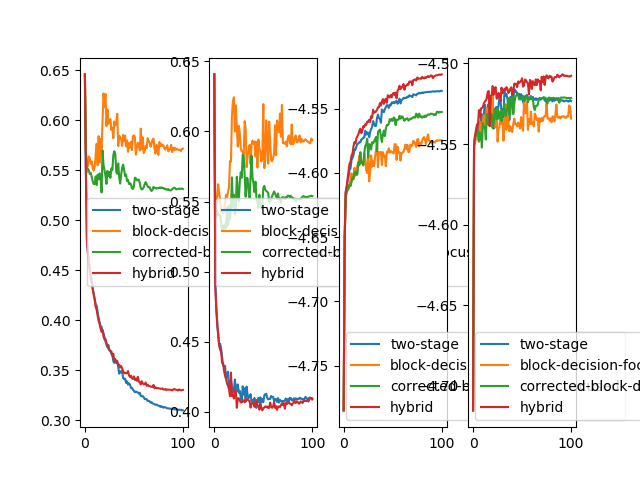 0.65
0.60
0.55
0.50
0.45
0.40
0.35
0.30
0
100
two-stage
block-decis
corrected-b
hybrid
0.65
0.60
0.55
0.50
0.45
0.40
0
100
two-stage
block-decis
corrected-b
hybrid
−4.55
−4.60
−4.65
−4.70
−4.75
0
100
ocus
two-stage
block-decis
corrected-b
hybrid
−4.50
−4.55
−4.60
−4.65
−4.70
0
100
two-stage
block-decision-foc
corrected-block-d
hybrid